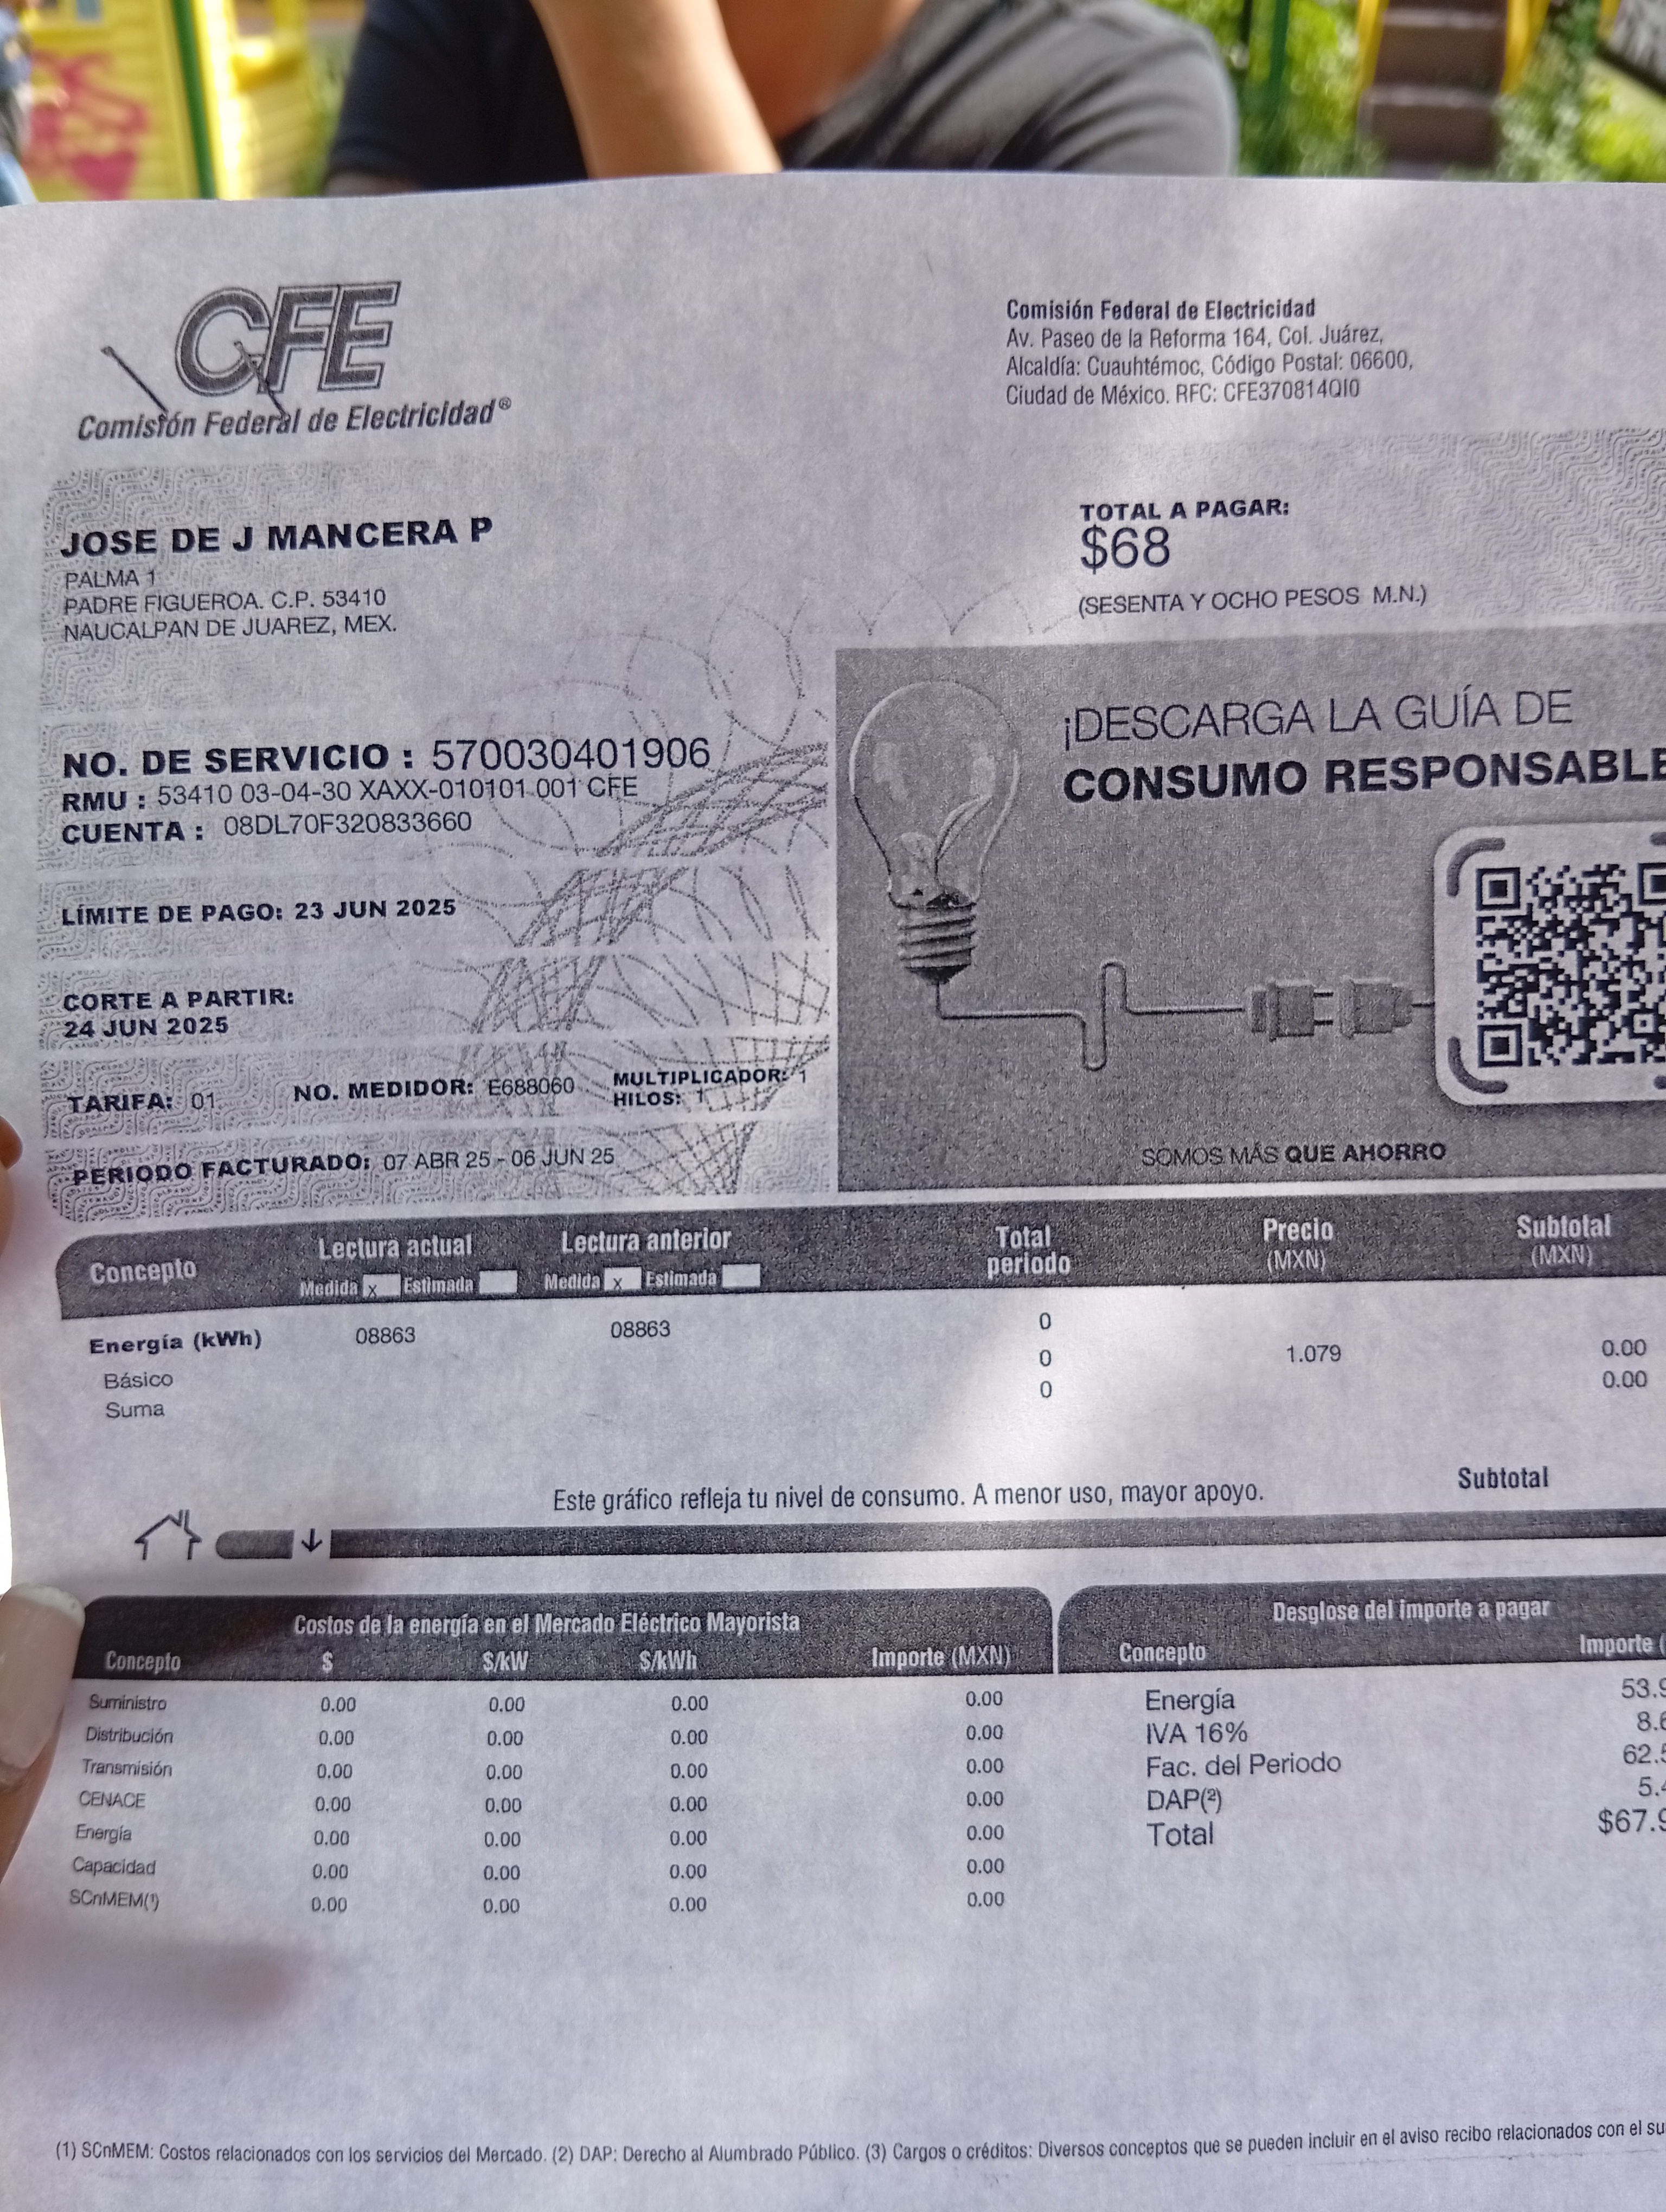 CFE
Comisión Federal de Electricidad®
Comisión Federal de Electricidad
Av. Paseo de la Reforma 164, Col. Juárez,
Alcaldía: Cuauhtémoc, Código Postal: 06600,
Ciudad de México. RFC: CFE370814QI0
JOSE DE J MANCERA P
PALMA 1
PADRE FIGUEROA. C.P. 53410
NAUCALPAN DE JUAREZ, MEX.
TOTAL A PAGAR:
$68
(SESENTA Y OCHO PESOS M.N.)
NO. DE SERVICIO : 570030401906
RMU : 53410 03-04-30 XAXX-010101 001 CFE
CUENTA : 08DL70F320833660
LÍMITE DE PAGO: 23 JUN 2025
CORTE A PARTIR:
24 JUN 2025
TARIFA: 01 NO. MEDIDOR: E688060 MULTIPLICADOR: 1
HILOS: 1
PERIODO FACTURADO: 07 ABR 25 - 06 JUN 25
¡DESCARGA LA GUÍA DE
CONSUMO RESPONSABLE
SOMOS MÁS QUE AHORRO
Concepto Lectura actual Lectura anterior Total periodo Precio (MXN) Subtotal (MXN)
Medida x Estimada Medida x Estimada
Energía (kWh) 08863 08863 0
Básico 0 1.079 0.00
Suma 0 0.00
Este gráfico refleja tu nivel de consumo. A menor uso, mayor apoyo.
Subtotal
Costos de la energía en el Mercado Eléctrico Mayorista
Concepto $ $/kW $/kWh Importe (MXN)
Suministro 0.00 0.00 0.00 0.00
Distribución 0.00 0.00 0.00 0.00
Transmisión 0.00 0.00 0.00 0.00
CENACE 0.00 0.00 0.00 0.00
Energía 0.00 0.00 0.00 0.00
Capacidad 0.00 0.00 0.00 0.00
SCnMEM(¹) 0.00 0.00 0.00 0.00
Desglose del importe a pagar
Concepto Importe (
Energía 53.9
IVA 16% 8.6
Fac. del Periodo 62.5
DAP(²) 5.4
Total $67.9
(1) SCnMEM: Costos relacionados con los servicios del Mercado. (2) DAP: Derecho al Alumbrado Público. (3) Cargos o créditos: Diversos conceptos que se pueden incluir en el aviso recibo relacionados con el su